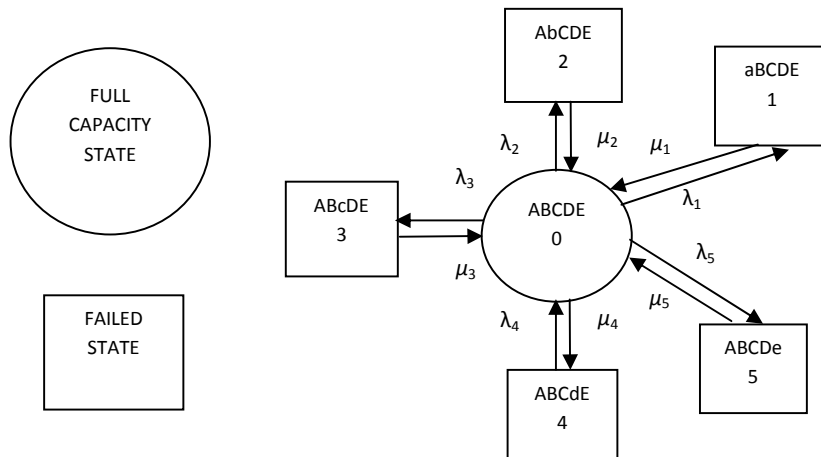 FULL
CAPACITY
STATE
FAILED
STATE
AbCDE
2
aBCDE
1
λ₂
μ₂
μ₁
λ₁
λ₃
ABcDE
3
μ₃
ABCDE
0
λ₅
μ₅
λ₄
μ₄
ABCDe
5
ABCdE
4